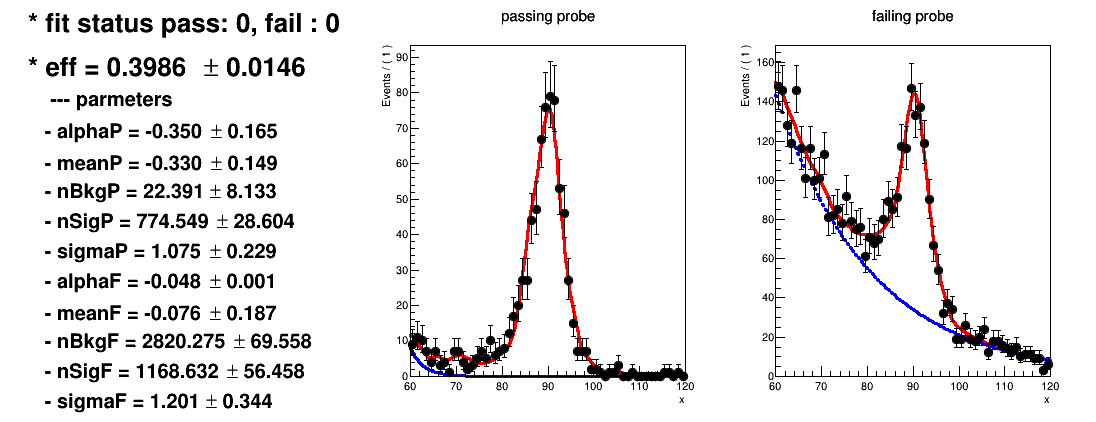 * fit status pass: 0, fail : 0
* eff = 0.3986 ± 0.0146
--- parmeters
- alphaP = -0.350 ± 0.165
- meanP = -0.330 ± 0.149
- nBkgP = 22.391 ± 8.133
- nSigP = 774.549 ± 28.604
- sigmaP = 1.075 ± 0.229
- alphaF = -0.048 ± 0.001
- meanF = -0.076 ± 0.187
- nBkgF = 2820.275 ± 69.558
- nSigF = 1168.632 ± 56.458
- sigmaF = 1.201 ± 0.344
passing probe
Events / ( 1 )
90
80
70
60
50
40
30
20
10
0
60 70 80 90 100 110 120
x
failing probe
Events / ( 1 )
160
140
120
100
80
60
40
20
0
60 70 80 90 100 110 120
x